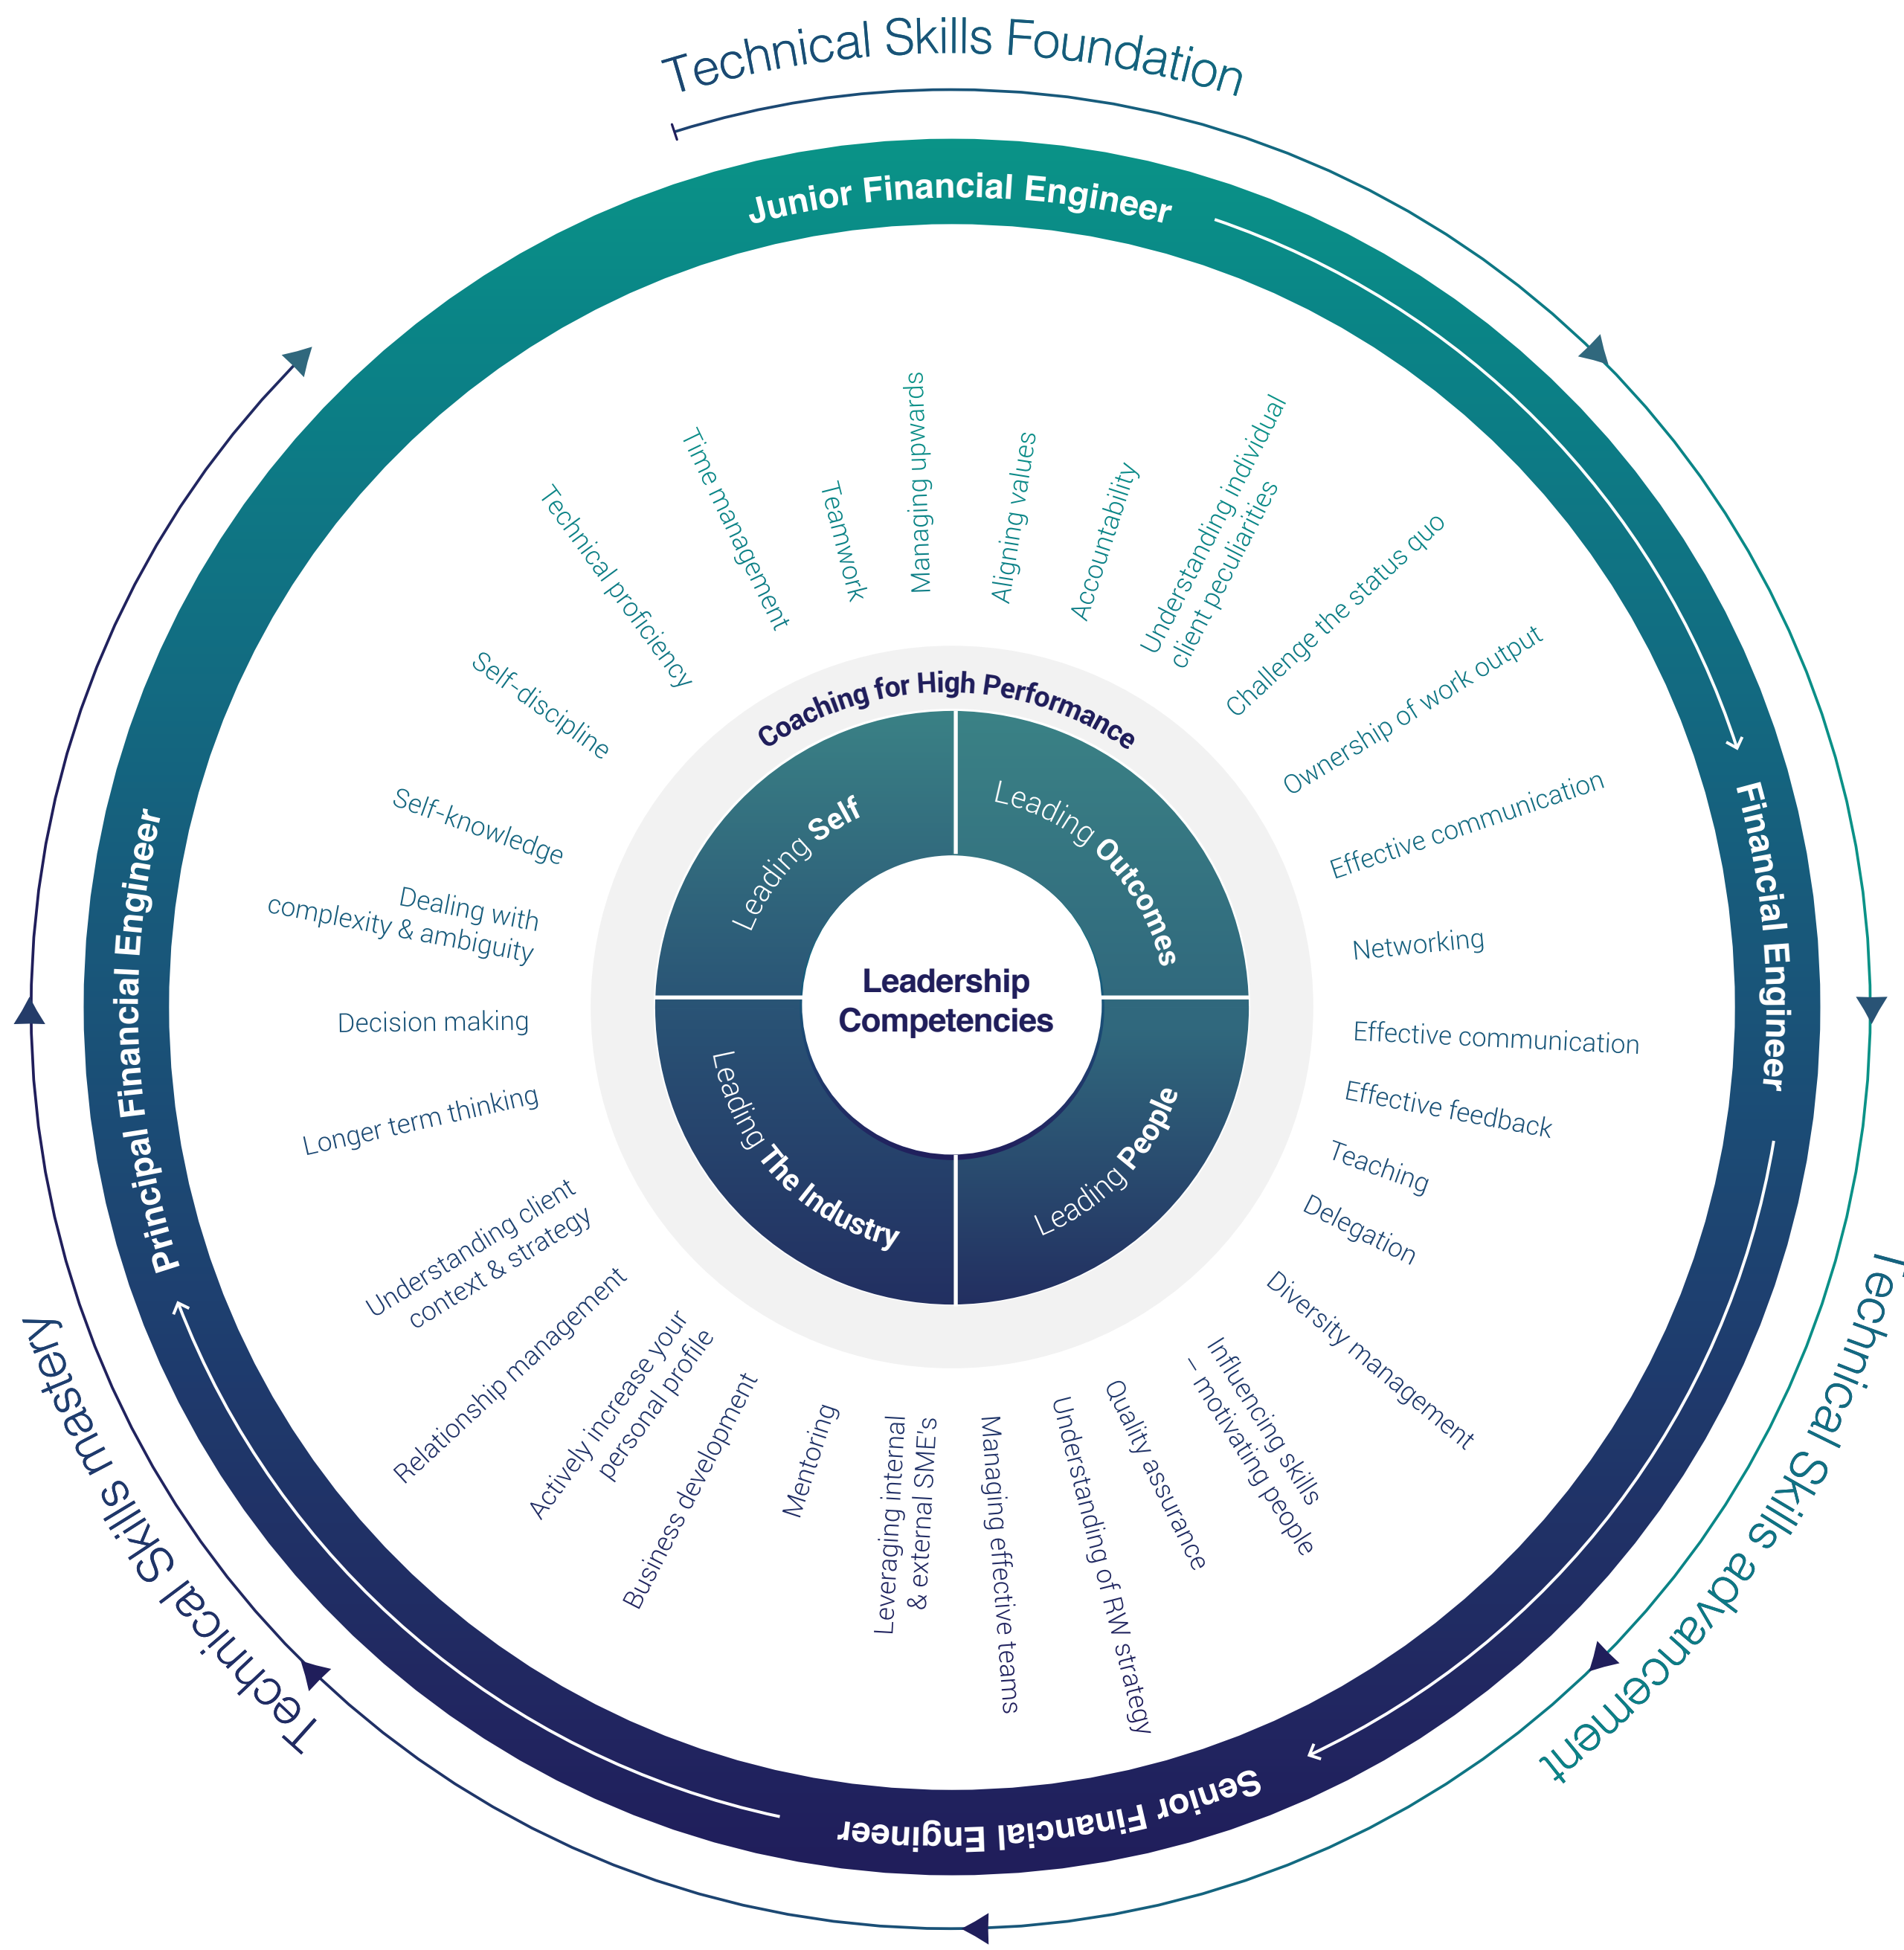 Technical Skills Foundation
Junior Financial Engineer
Financial Engineer
Technical Skills advancement
Senior Financial Engineer
Technical Skills mastery
Principal Financial Engineer
Self-knowledge
Self-discipline
Technical proficiency
Time management
Teamwork
Managing upwards
Aligning values
Accountability
Understanding individual
client peculiarities
Challenge the status quo
Ownership of work output
Effective communication
Networking
Effective communication
Effective feedback
Teaching
Delegation
Diversity management
Influencing skills
– motivating people
Quality assurance
Understanding of RW strategy
Managing effective teams
Leveraging internal
& external SME's
Mentoring
Business development
Actively increase your
personal profile
Relationship management
Understanding client
context & strategy
Longer term thinking
Decision making
Dealing with
complexity & ambiguity
Coaching for High Performance
Leading Self
Leading Outcomes
Leading People
Leading The Industry
Leadership
Competencies